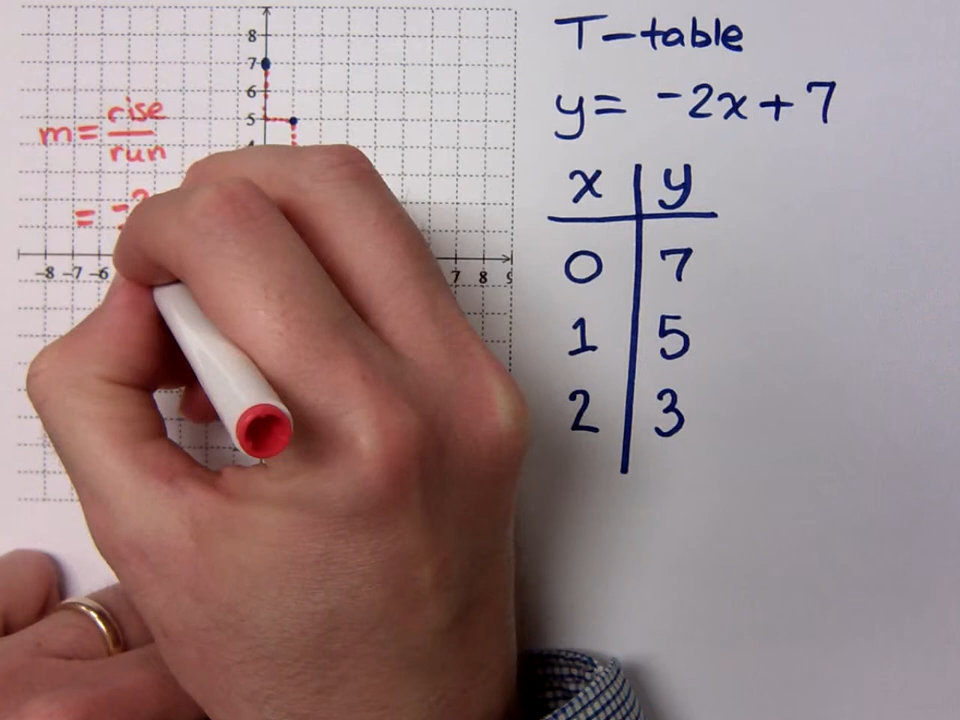 T-table
y = -2x + 7
x y
0 7
1 5
2 3
m = rise
run
=
8
7
6
5
-8 -7 -6 7 8 9